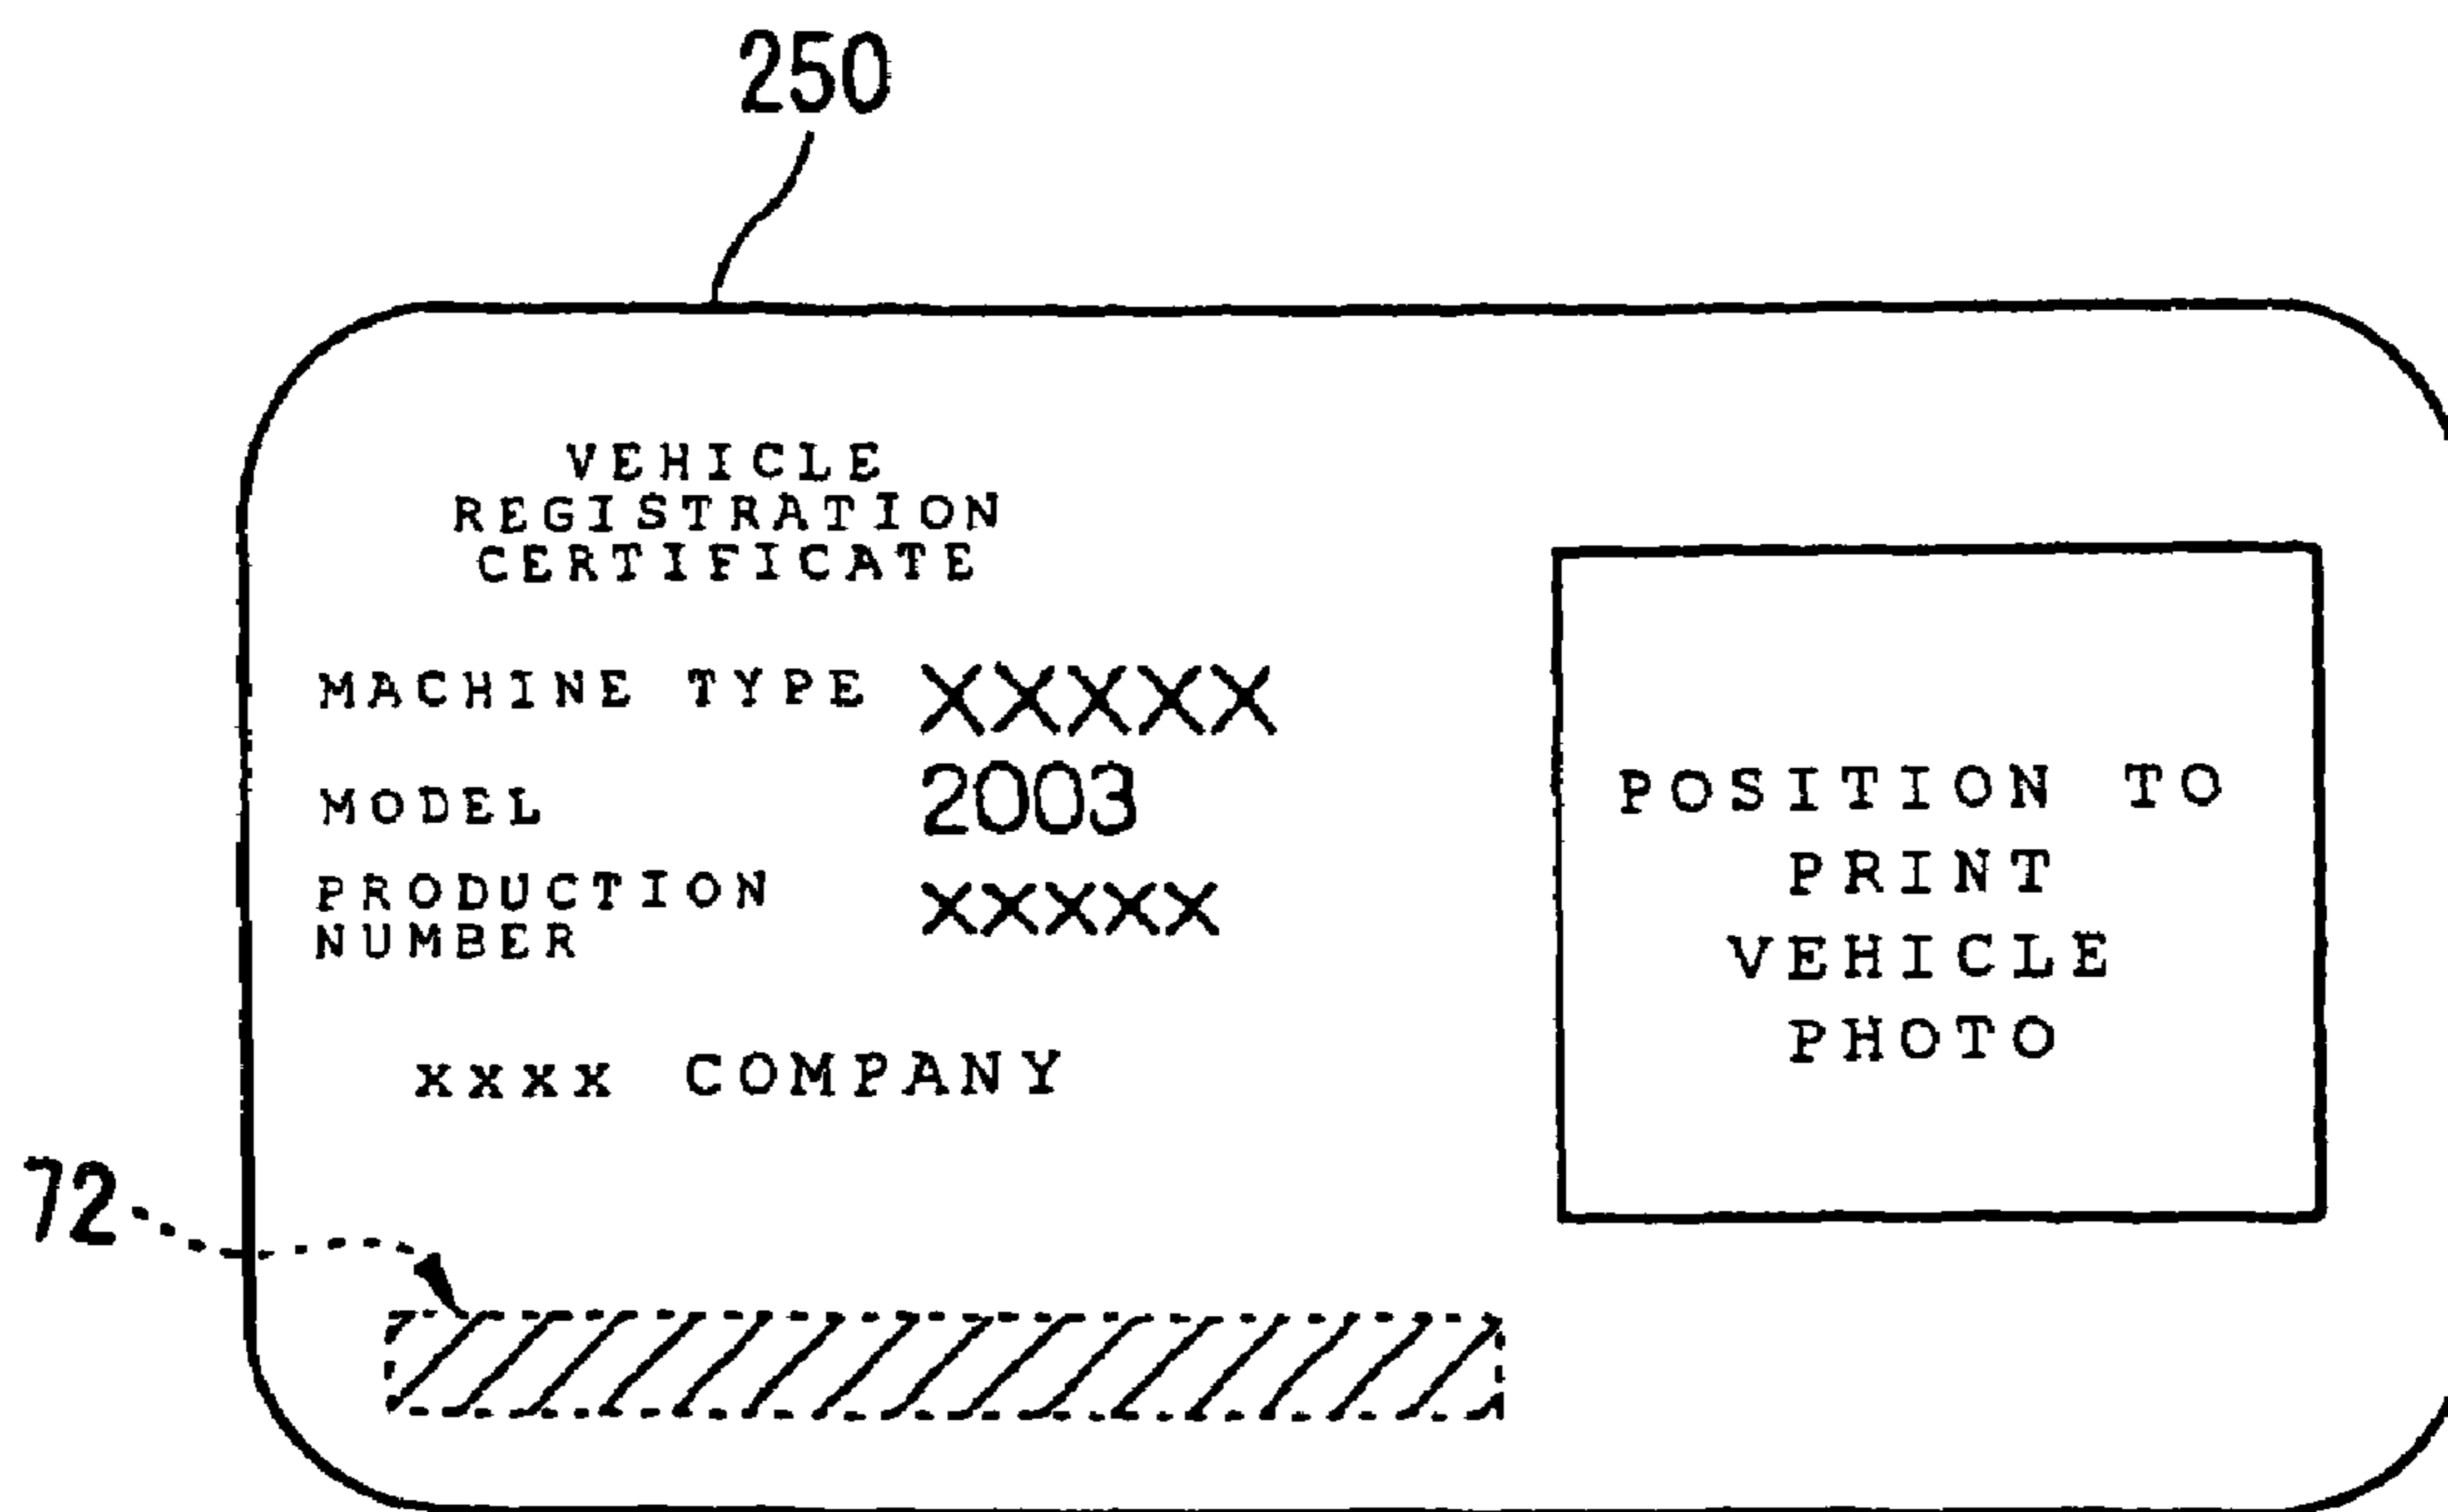 250
VEHICLE
REGISTRATION
CERTIFICATE
MACHINE TYPE XXXXX
MODEL 2003
PRODUCTION
NUMBER XXXXX
xxxx COMPANY
POSITION TO
PRINT
VEHICLE
PHOTO
72